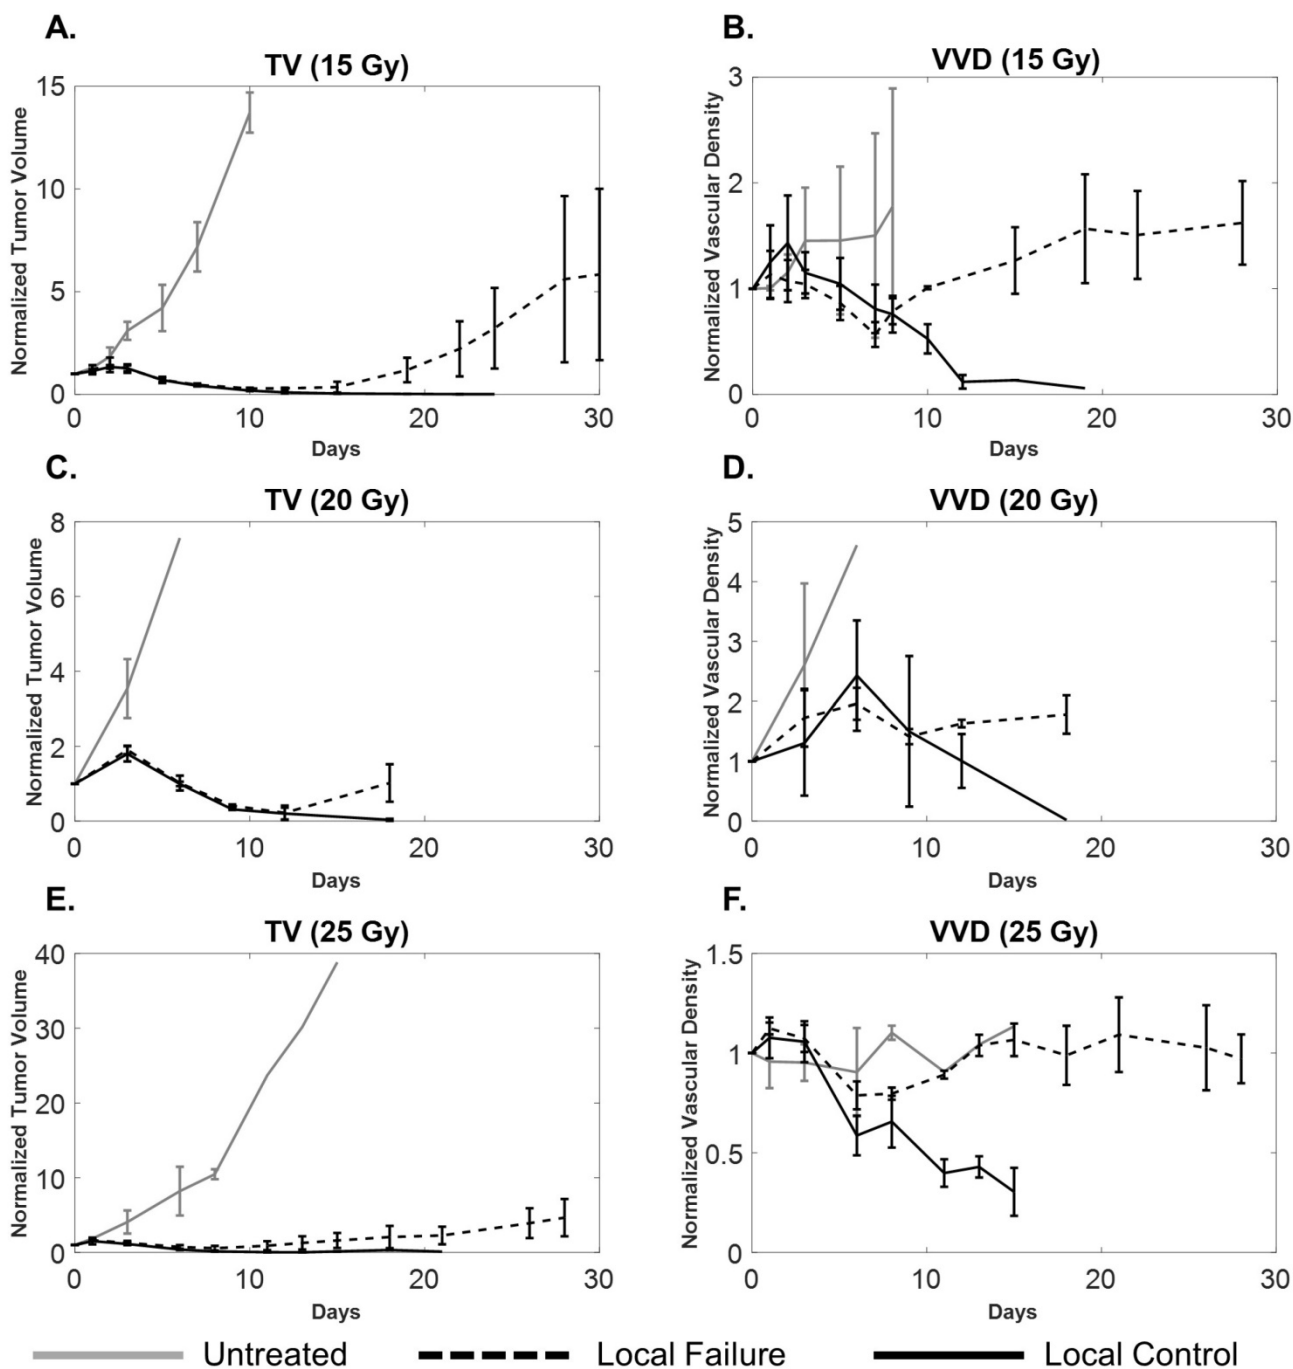 A.
TV (15 Gy)
Normalized Tumor Volume
15
10
5
0
0
10
20
30
Days
B.
VVD (15 Gy)
Normalized Vascular Density
3
2
1
0
0
10
20
30
Days
C.
TV (20 Gy)
Normalized Tumor Volume
8
6
4
2
0
0
10
20
30
Days
D.
VVD (20 Gy)
Normalized Vascular Density
5
4
3
2
1
0
0
10
20
30
Days
E.
TV (25 Gy)
Normalized Tumor Volume
40
30
20
10
0
0
10
20
30
Days
F.
VVD (25 Gy)
Normalized Vascular Density
1.5
1
0.5
0
0
10
20
30
Days
Untreated
Local Failure
Local Control